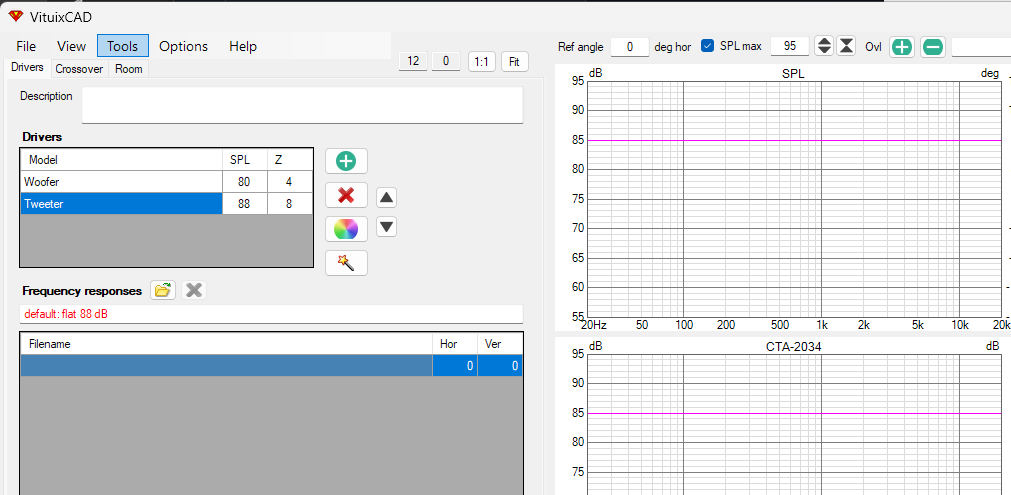 VituixCAD
File View Tools Options Help
Drivers Crossover Room
12 0 1:1 Fit
Ref angle 0 deg hor SPL max 95 Ovl
Description
Drivers
Model SPL Z
Woofer 80 4
Tweeter 88 8
Frequency responses
default: flat 88 dB
Filename Hor Ver
0 0
dB SPL deg
95
90
85
80
75
70
65
60
55
20Hz 50 100 200 500 1k 2k 5k 10k 20k
dB CTA-2034 dB
95
90
85
80
75